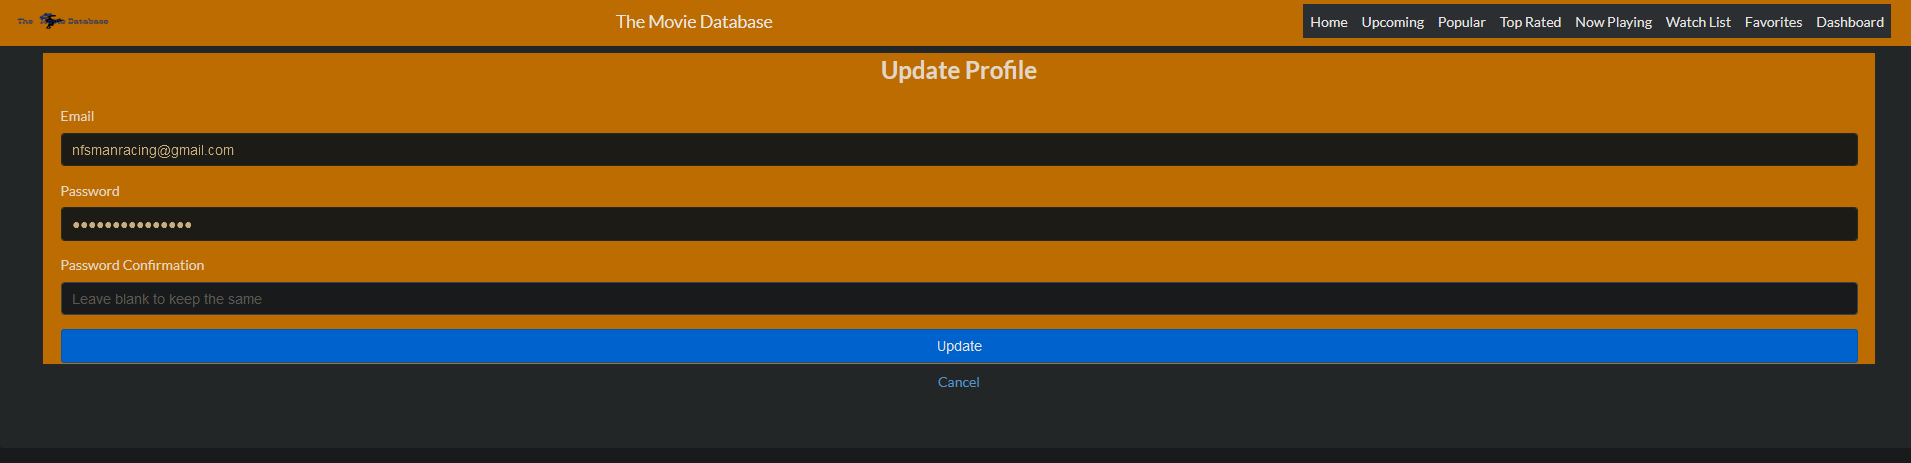 The Movie Database
The Movie Database
Home Upcoming Popular Top Rated Now Playing Watch List Favorites Dashboard
Update Profile
Email
nfsmanracing@gmail.com
Password
●●●●●●●●●●●●●●●
Password Confirmation
Leave blank to keep the same
Update
Cancel